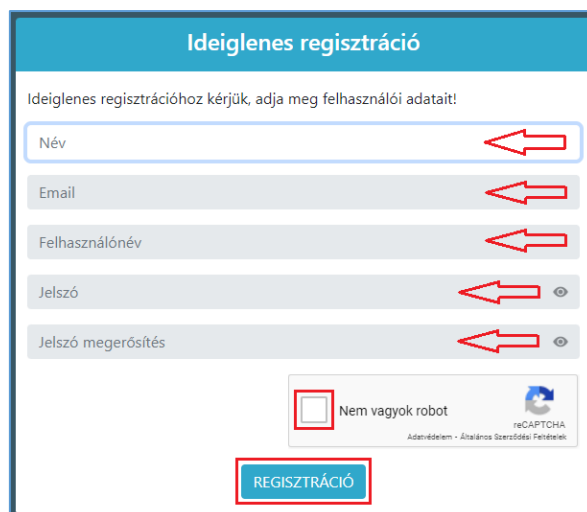 Ideiglenes regisztráció
Ideiglenes regisztrációhoz kérjük, adja meg felhasználói adatait!
Név
Email
Felhasználónév
Jelszó
Jelszó megerősítés
Nem vagyok robot
reCAPTCHA
Adatvédelem - Általános Szerződési Feltételek
REGISZTRÁCIÓ